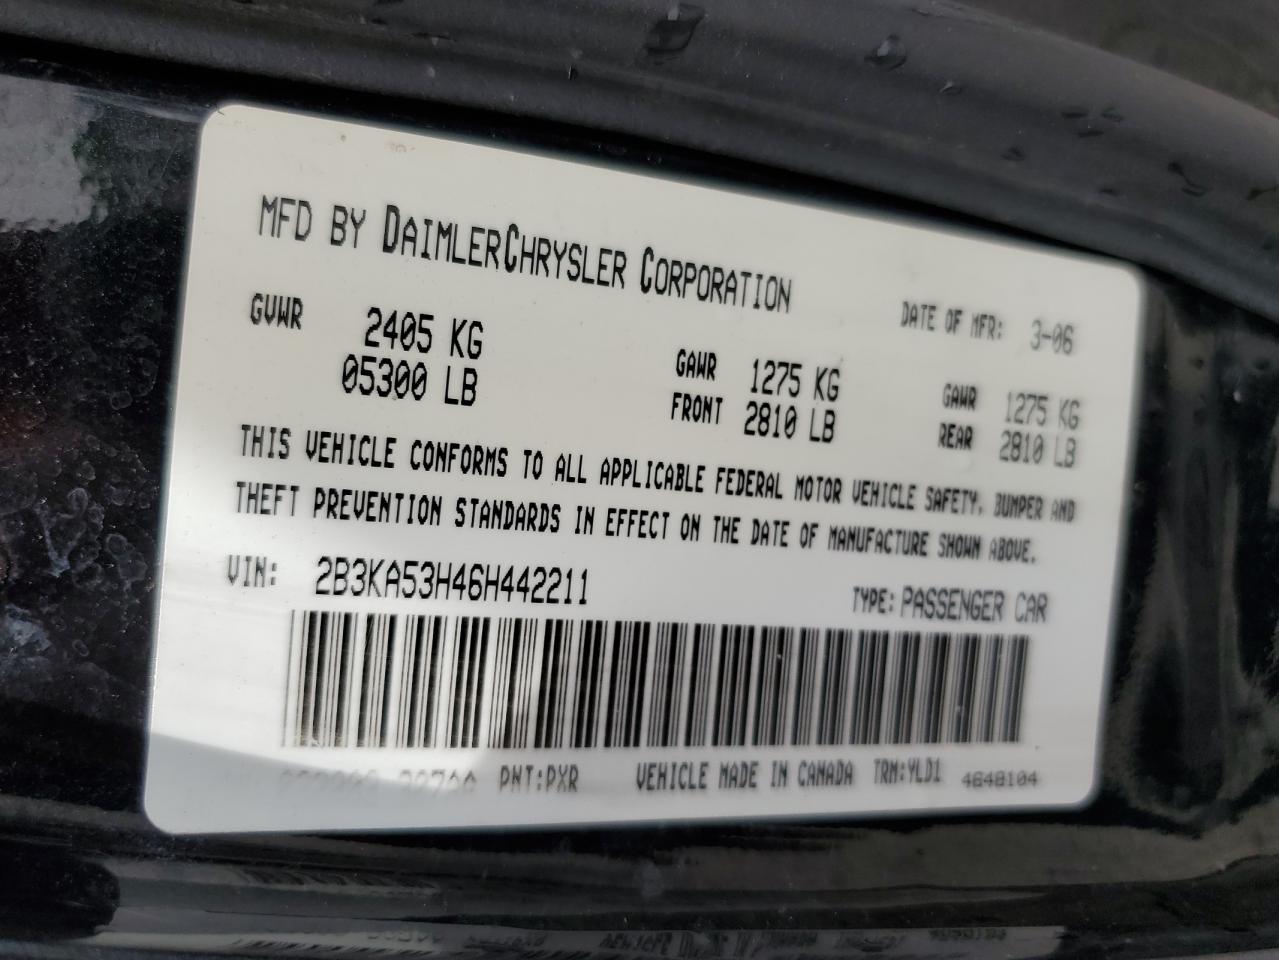 MFD BY DAIMLERCHRYSLER CORPORATION
DATE OF MFR: 3-06
GVWR 2405 KG
05300 LB
GAWR 1275 KG
FRONT 2810 LB
GAWR 1275 KG
REAR 2810 LB
THIS VEHICLE CONFORMS TO ALL APPLICABLE FEDERAL MOTOR VEHICLE SAFETY, BUMPER AND
THEFT PREVENTION STANDARDS IN EFFECT ON THE DATE OF MANUFACTURE SHOWN ABOVE.
VIN: 2B3KA53H46H442211
TYPE: PASSENGER CAR
PNT:PXR VEHICLE MADE IN CANADA TRM:YLD1 4648104